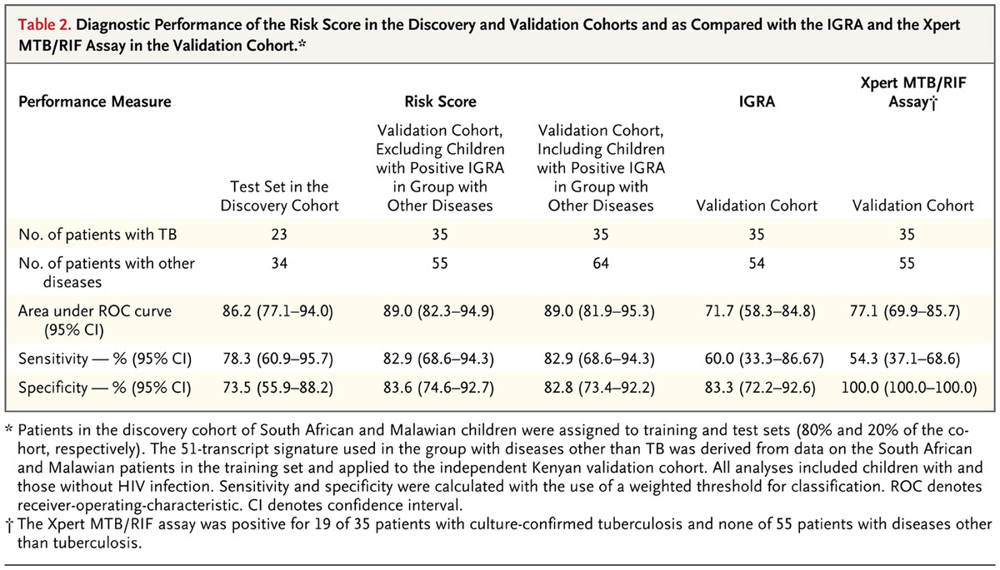 Table 2. Diagnostic Performance of the Risk Score in the Discovery and Validation Cohorts and as Compared with the IGRA and the Xpert
MTB/RIF Assay in the Validation Cohort.*
Performance Measure Risk Score IGRA Xpert MTB/RIF
Assay†
Test Set in the
Discovery Cohort
Validation Cohort,
Excluding Children
with Positive IGRA
in Group with
Other Diseases
Validation Cohort,
Including Children
with Positive IGRA
in Group with
Other Diseases
Validation Cohort
Validation Cohort
No. of patients with TB 23 35 35 35 35
No. of patients with other 34 55 64 54 55
diseases
Area under ROC curve 86.2 (77.1–94.0) 89.0 (82.3–94.9) 89.0 (81.9–95.3) 71.7 (58.3–84.8) 77.1 (69.9–85.7)
(95% CI)
Sensitivity — % (95% CI) 78.3 (60.9–95.7) 82.9 (68.6–94.3) 82.9 (68.6–94.3) 60.0 (33.3–86.67) 54.3 (37.1–68.6)
Specificity — % (95% CI) 73.5 (55.9–88.2) 83.6 (74.6–92.7) 82.8 (73.4–92.2) 83.3 (72.2–92.6) 100.0 (100.0–100.0)
* Patients in the discovery cohort of South African and Malawian children were assigned to training and test sets (80% and 20% of the co-
hort, respectively). The 51-transcript signature used in the group with diseases other than TB was derived from data on the South African
and Malawian patients in the training set and applied to the independent Kenyan validation cohort. All analyses included children with and
those without HIV infection. Sensitivity and specificity were calculated with the use of a weighted threshold for classification. ROC denotes
receiver-operating-characteristic. CI denotes confidence interval.
† The Xpert MTB/RIF assay was positive for 19 of 35 patients with culture-confirmed tuberculosis and none of 55 patients with diseases other
than tuberculosis.